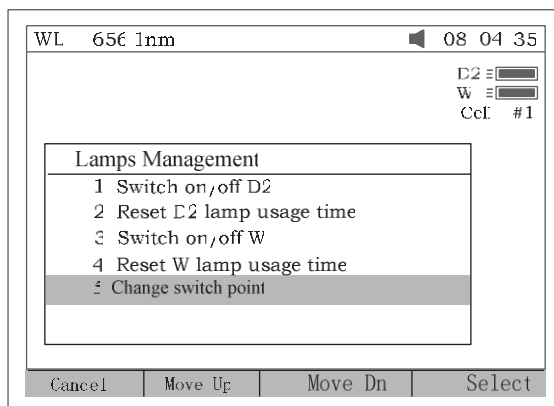 WL 656 1nm 08 04 35
D2
W
Cell #1
Lamps Management
1 Switch on/off D2
2 Reset D2 lamp usage time
3 Switch on/off W
4 Reset W lamp usage time
5 Change switch point
Cancel Move Up Move Dn Select